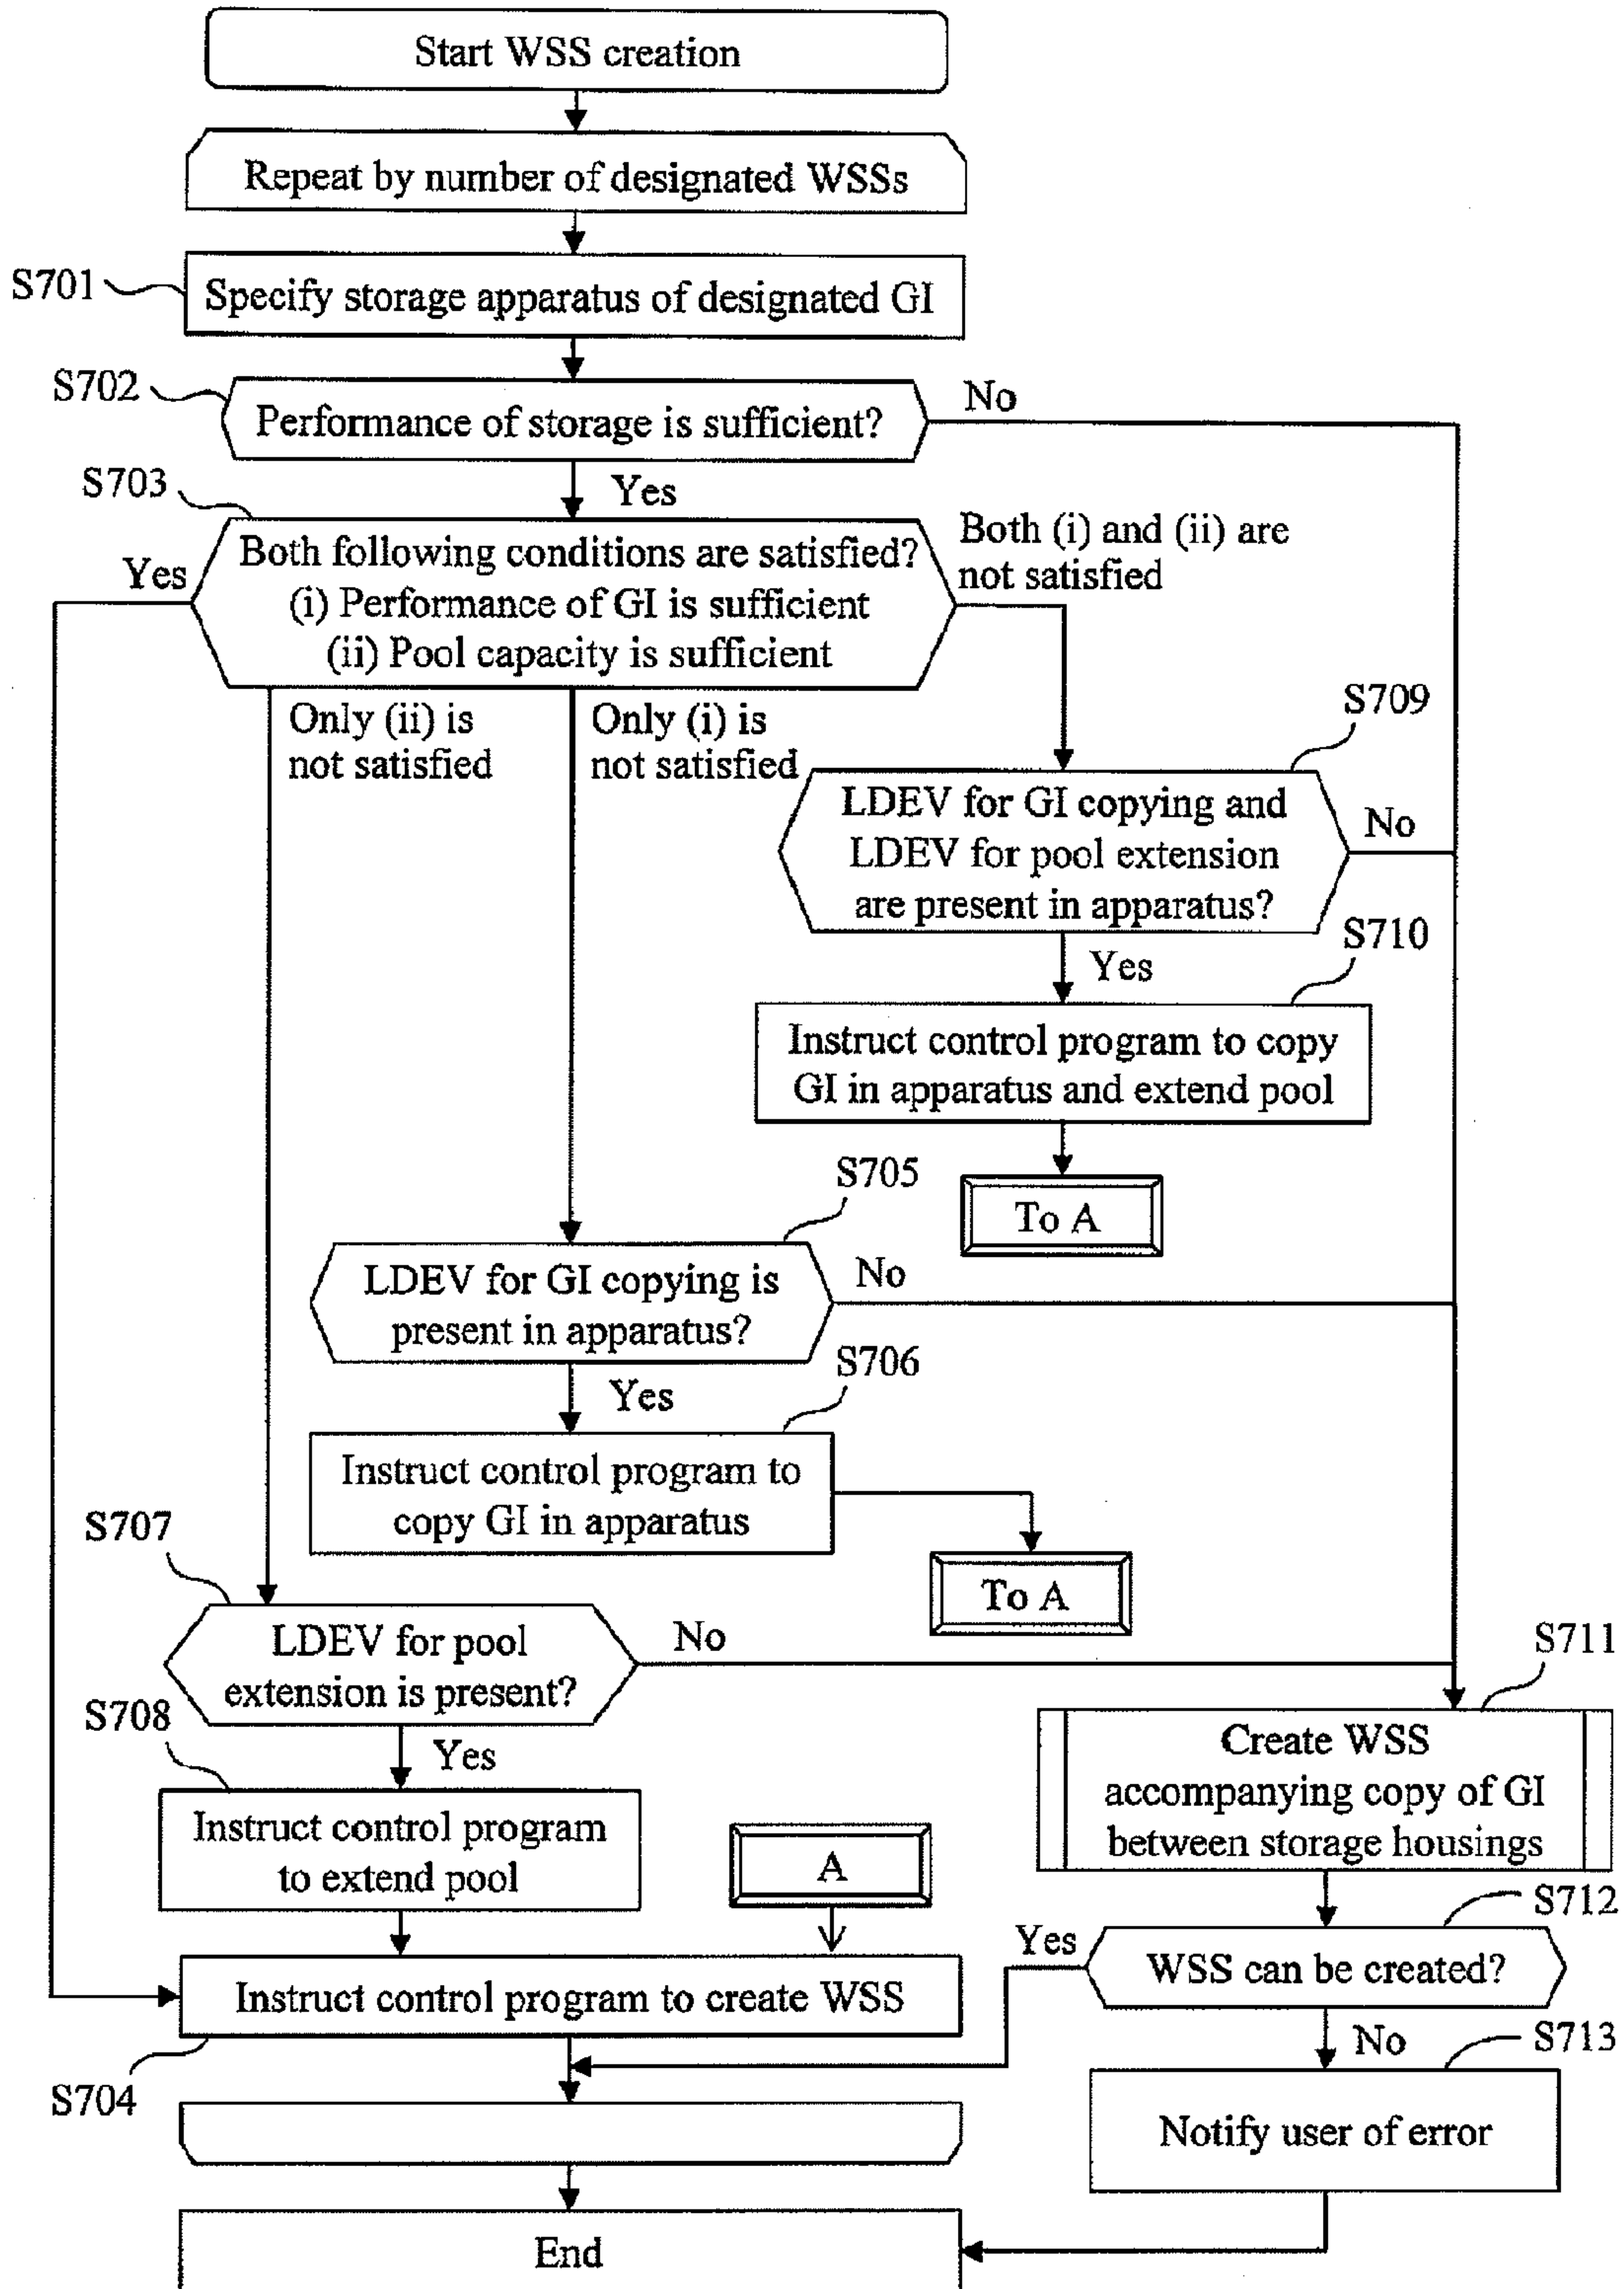 Start WSS creation
Repeat by number of designated WSSs
S701
Specify storage apparatus of designated GI
S702
Performance of storage is sufficient?
No
Yes
S703
Both following conditions are satisfied?
(i) Performance of GI is sufficient
(ii) Pool capacity is sufficient
Yes
Both (i) and (ii) are
not satisfied
Only (ii) is
not satisfied
Only (i) is
not satisfied
S709
LDEV for GI copying and
LDEV for pool extension
are present in apparatus?
No
Yes
S710
Instruct control program to copy
GI in apparatus and extend pool
To A
S705
LDEV for GI copying is
present in apparatus?
No
Yes
S706
Instruct control program to
copy GI in apparatus
To A
S707
LDEV for pool
extension is present?
No
Yes
S708
Instruct control program
to extend pool
A
S711
Create WSS
accompanying copy of GI
between storage housings
S712
WSS can be created?
Yes
No
Instruct control program to create WSS
S704
S713
Notify user of error
End